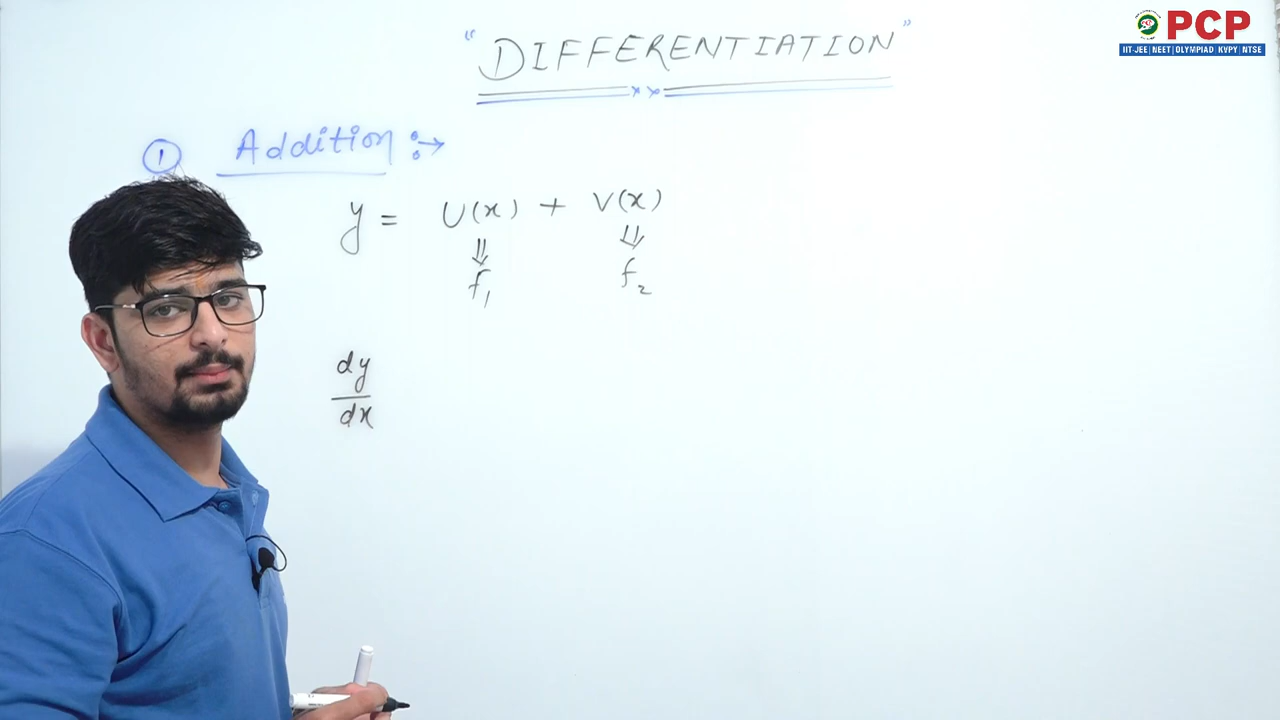 PCP
IIT-JEE | NEET | OLYMPIAD | KVPY | NTSE
"DIFFERENTIATION"
① Addition :→
y = U(x) + V(x)
⇓ ⇓
f₁ f₂
dy
dx